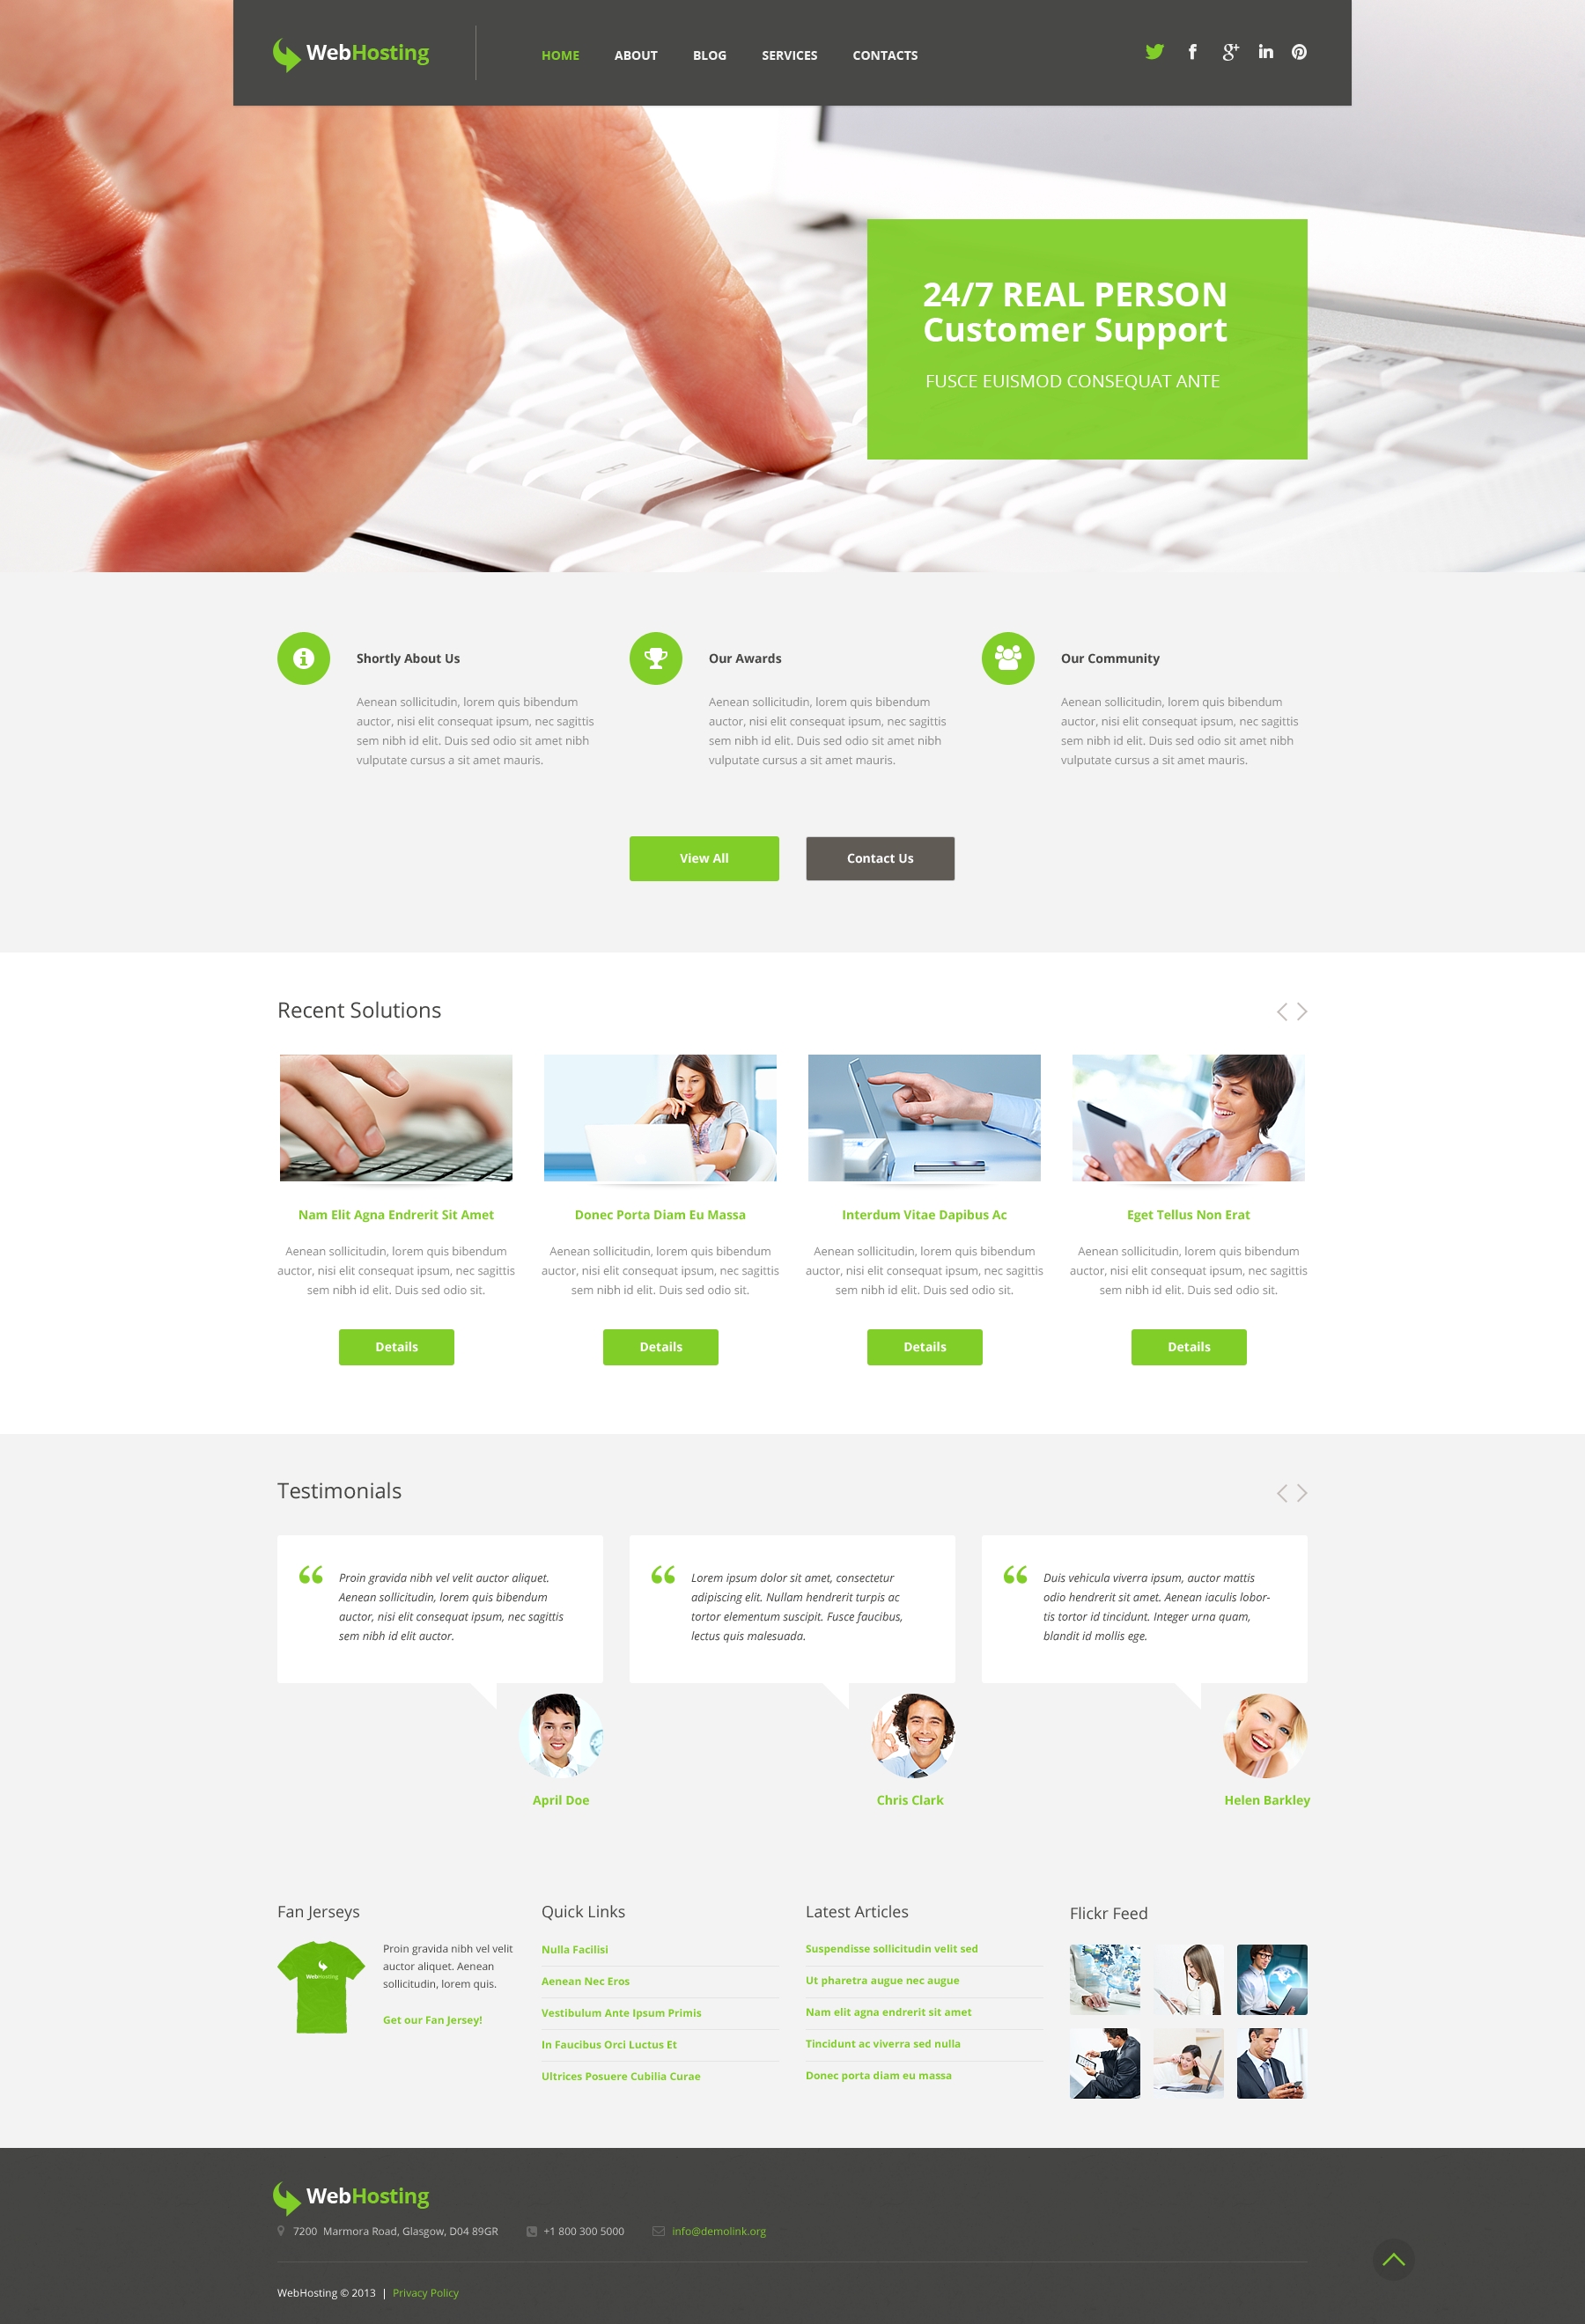 WebHosting
HOME ABOUT BLOG SERVICES CONTACTS
24/7 REAL PERSON
Customer Support
FUSCE EUISMOD CONSEQUAT ANTE
Shortly About Us
Aenean sollicitudin, lorem quis bibendum
auctor, nisi elit consequat ipsum, nec sagittis
sem nibh id elit. Duis sed odio sit amet nibh
vulputate cursus a sit amet mauris.
Our Awards
Aenean sollicitudin, lorem quis bibendum
auctor, nisi elit consequat ipsum, nec sagittis
sem nibh id elit. Duis sed odio sit amet nibh
vulputate cursus a sit amet mauris.
Our Community
Aenean sollicitudin, lorem quis bibendum
auctor, nisi elit consequat ipsum, nec sagittis
sem nibh id elit. Duis sed odio sit amet nibh
vulputate cursus a sit amet mauris.
View All
Contact Us
Recent Solutions
Nam Elit Agna Endrerit Sit Amet
Aenean sollicitudin, lorem quis bibendum
auctor, nisi elit consequat ipsum, nec sagittis
sem nibh id elit. Duis sed odio sit.
Details
Donec Porta Diam Eu Massa
Aenean sollicitudin, lorem quis bibendum
auctor, nisi elit consequat ipsum, nec sagittis
sem nibh id elit. Duis sed odio sit.
Details
Interdum Vitae Dapibus Ac
Aenean sollicitudin, lorem quis bibendum
auctor, nisi elit consequat ipsum, nec sagittis
sem nibh id elit. Duis sed odio sit.
Details
Eget Tellus Non Erat
Aenean sollicitudin, lorem quis bibendum
auctor, nisi elit consequat ipsum, nec sagittis
sem nibh id elit. Duis sed odio sit.
Details
Testimonials
Proin gravida nibh vel velit auctor aliquet.
Aenean sollicitudin, lorem quis bibendum
auctor, nisi elit consequat ipsum, nec sagittis
sem nibh id elit auctor.
April Doe
Lorem ipsum dolor sit amet, consectetur
adipiscing elit. Nullam hendrerit turpis ac
tortor elementum suscipit. Fusce faucibus,
lectus quis malesuada.
Chris Clark
Duis vehicula viverra ipsum, auctor mattis
odio hendrerit sit amet. Aenean iaculis lobor-
tis tortor id tincidunt. Integer urna quam,
blandit id mollis ege.
Helen Barkley
Fan Jerseys
WebHosting
Proin gravida nibh vel velit
auctor aliquet. Aenean
sollicitudin, lorem quis.
Get our Fan Jersey!
Quick Links
Nulla Facilisi
Aenean Nec Eros
Vestibulum Ante Ipsum Primis
In Faucibus Orci Luctus Et
Ultrices Posuere Cubilia Curae
Latest Articles
Suspendisse sollicitudin velit sed
Ut pharetra augue nec augue
Nam elit agna endrerit sit amet
Tincidunt ac viverra sed nulla
Donec porta diam eu massa
Flickr Feed
WebHosting
7200 Marmora Road, Glasgow, D04 89GR +1 800 300 5000 info@demolink.org
WebHosting © 2013 | Privacy Policy